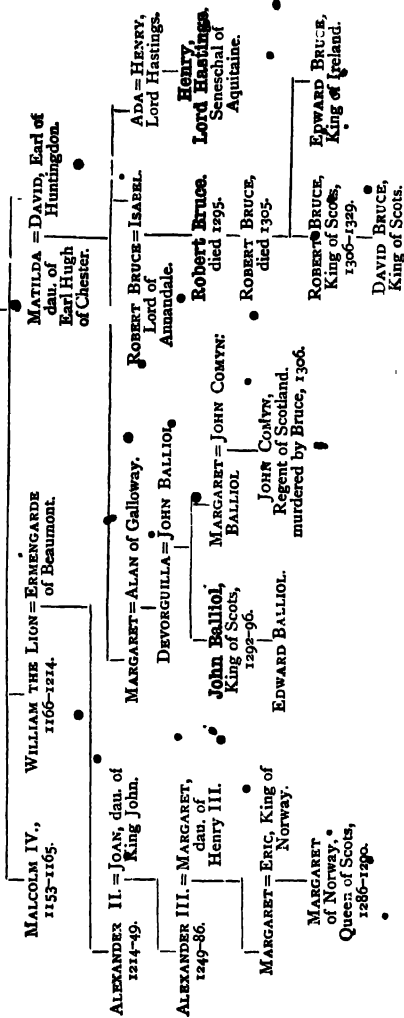 MALCOLM IV.,
1153-1165.
WILLIAM THE LION = ERMENGARDE
1166-1214. of Beaumont.
MATILDA = DAVID, Earl of
dau. of Huntingdon.
Earl Hugh
of Chester.
ALEXANDER II. = JOAN, dau. of
1214-49. King John.
MARGARET = ALAN of Galloway.
ROBERT BRUCE = ISABEL.
Lord of
Annandale.
ADA = HENRY,
Lord Hastings.
ALEXANDER III. = MARGARET,
1249-86. dau. of
Henry III.
DEVORGUILLA = JOHN BALLIOL
Robert Bruce.
died 1295.
Henry,
Lord Hastings.
Seneschal of
Aquitaine.
MARGARET = ERIC, King of
Norway.
John Balliol,
King of Scots,
1292-96.
MARGARET = JOHN COMYN:
BALLIOL
ROBERT BRUCE,
died 1305.
MARGARET
of Norway.
Queen of Scots,
1286-1290.
EDWARD BALLIOL.
JOHN COMYN,
Regent of Scotland.
murdered by Bruce, 1306.
ROBERT BRUCE,
King of Scots,
1306-1329.
EDWARD BRUCE,
King of Ireland.
DAVID BRUCE,
King of Scots.